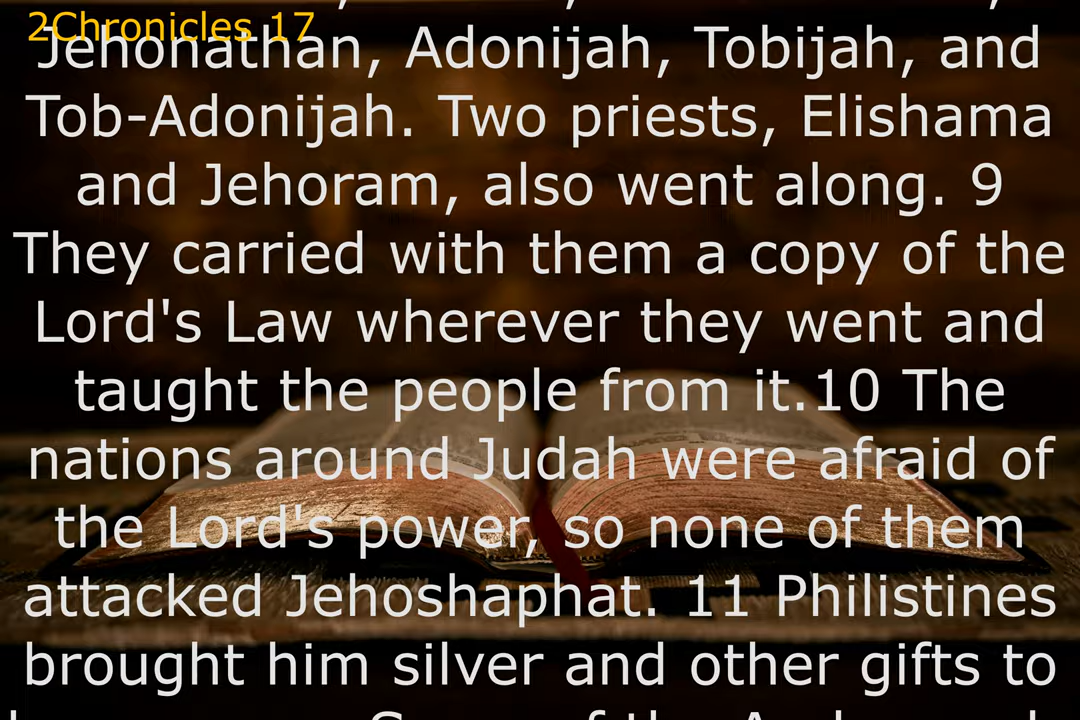 2Chronicles 17
Jehonathan, Adonijah, Tobijah, and
Tob-Adonijah. Two priests, Elishama
and Jehoram, also went along. 9
They carried with them a copy of the
Lord's Law wherever they went and
taught the people from it.10 The
nations around Judah were afraid of
the Lord's power, so none of them
attacked Jehoshaphat. 11 Philistines
brought him silver and other gifts to